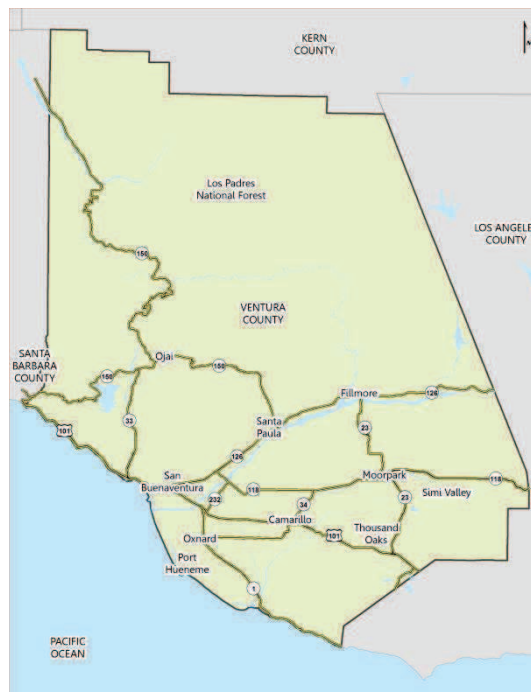 KERN
COUNTY
N
Los Padres
National Forest
LOS ANGELE
COUNTY
150
VENTURA
COUNTY
SANTA
BARBARA
COUNTY
Ojai
150
150
Fillmore
126
33
Santa
Paula
23
101
126
San
Buenaventura
Moorpark
118
118
232
23
Simi Valley
34
Camarillo
Thousand
Oaks
101
Oxnard
Port
Hueneme
1
PACIFIC
OCEAN